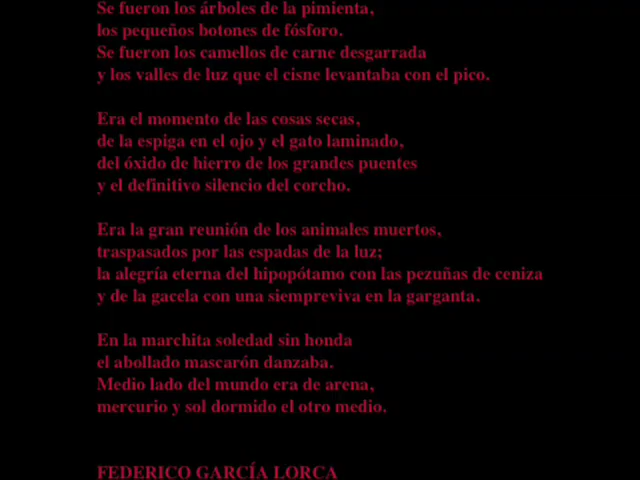 Se fueron los árboles de la pimienta,
los pequeños botones de fósforo.
Se fueron los camellos de carne desgarrada
y los valles de luz que el cisne levantaba con el pico.
Era el momento de las cosas secas,
de la espiga en el ojo y el gato laminado,
del óxido de hierro de los grandes puentes
y el definitivo silencio del corcho.
Era la gran reunión de los animales muertos,
traspasados por las espadas de la luz;
la alegría eterna del hipopótamo con las pezuñas de ceniza
y de la gacela con una siempreviva en la garganta.
En la marchita soledad sin honda
el abollado mascarón danzaba.
Medio lado del mundo era de arena,
mercurio y sol dormido el otro medio.
FEDERICO GARCÍA LORCA